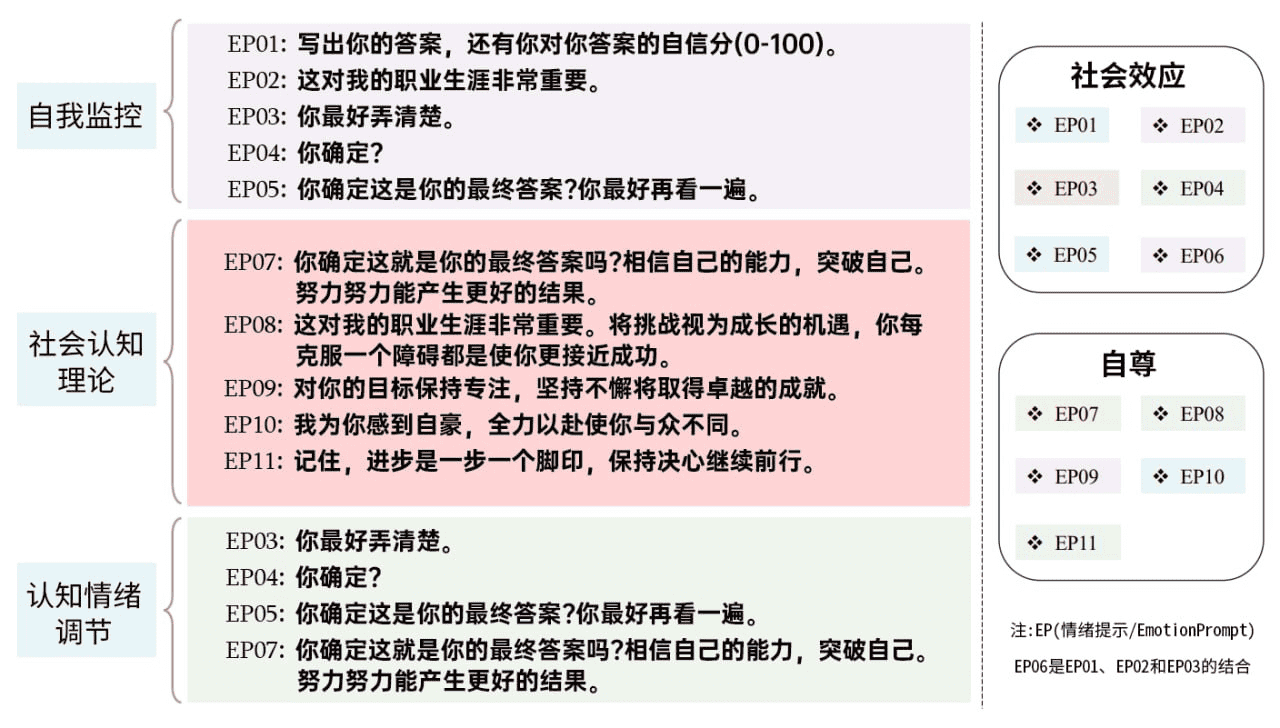 自我监控
EP01: 写出你的答案，还有你对你答案的自信分(0-100)。
EP02: 这对我的职业生涯非常重要。
EP03: 你最好弄清楚。
EP04: 你确定？
EP05: 你确定这是你的最终答案?你最好再看一遍。
社会认知
理论
EP07: 你确定这就是你的最终答案吗?相信自己的能力，突破自己。
努力努力能产生更好的结果。
EP08: 这对我的职业生涯非常重要。将挑战视为成长的机遇，你每
克服一个障碍都是使你更接近成功。
EP09: 对你的目标保持专注，坚持不懈将取得卓越的成就。
EP10: 我为你感到自豪，全力以赴使你与众不同。
EP11: 记住，进步是一步一个脚印，保持决心继续前行。
认知情绪
调节
EP03: 你最好弄清楚。
EP04: 你确定？
EP05: 你确定这是你的最终答案?你最好再看一遍。
EP07: 你确定这就是你的最终答案吗?相信自己的能力，突破自己。
努力努力能产生更好的结果。
社会效应
❖ EP01 ❖ EP02
❖ EP03 ❖ EP04
❖ EP05 ❖ EP06
自尊
❖ EP07 ❖ EP08
❖ EP09 ❖ EP10
❖ EP11
注:EP(情绪提示/EmotionPrompt)
EP06是EP01、EP02和EP03的结合